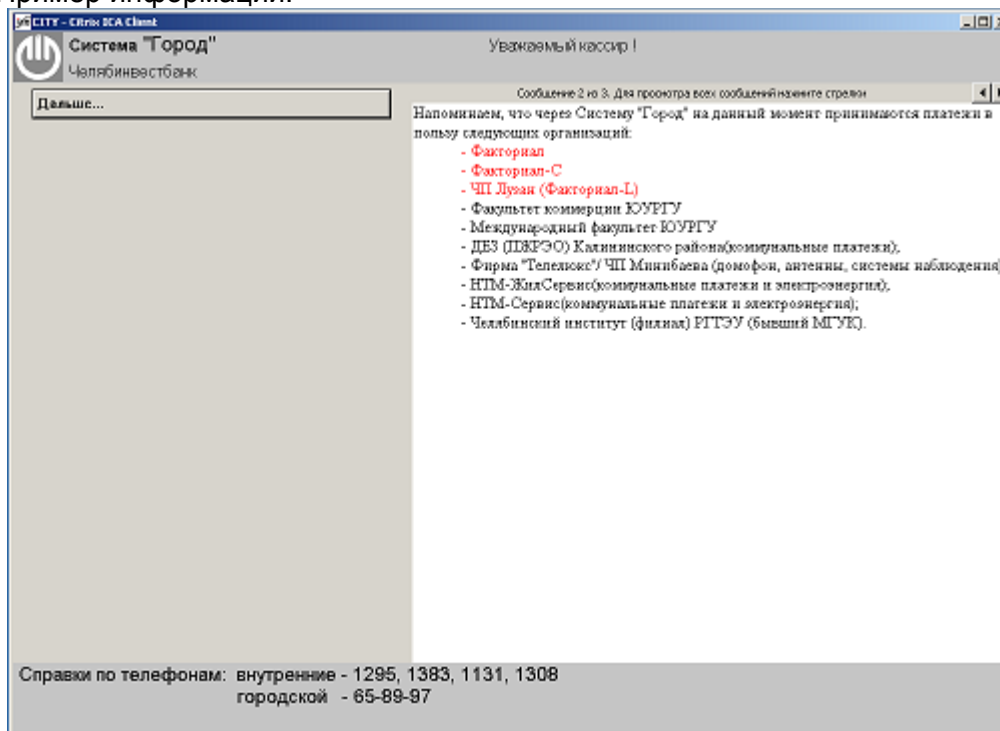 Пример информации:
CITY - Citrix ICA Client
Система "Город"
Челябинвестбанк
Уважаемый кассир !
Дальше...
Сообщение 2 из 3. Для просмотра всех сообщений нажмите стрелки
Напоминаем, что через Систему "Город" на данный момент принимаются платежи в
пользу следующих организаций:
- Факториал
- Факториал-С
- ЧП Лузан (Факториал-L)
- Факультет коммерции ЮУРГУ
- Международный факультет ЮУРГУ
- ДЕЗ (ПЖРЭО) Калининского района(коммунальные платежи);
- Фирма "Телелюкс"/ ЧП Минибаева (домофон, антенны, системы наблюдения)
- НТМ-ЖилСервис(коммунальные платежи и электроэнергия);
- НТМ-Сервис(коммунальные платежи и электроэнергия);
- Челябинский институт (филиал) РГТЭУ (бывший МГУК).
Справки по телефонам: внутренние - 1295, 1383, 1131, 1308
городской - 65-89-97